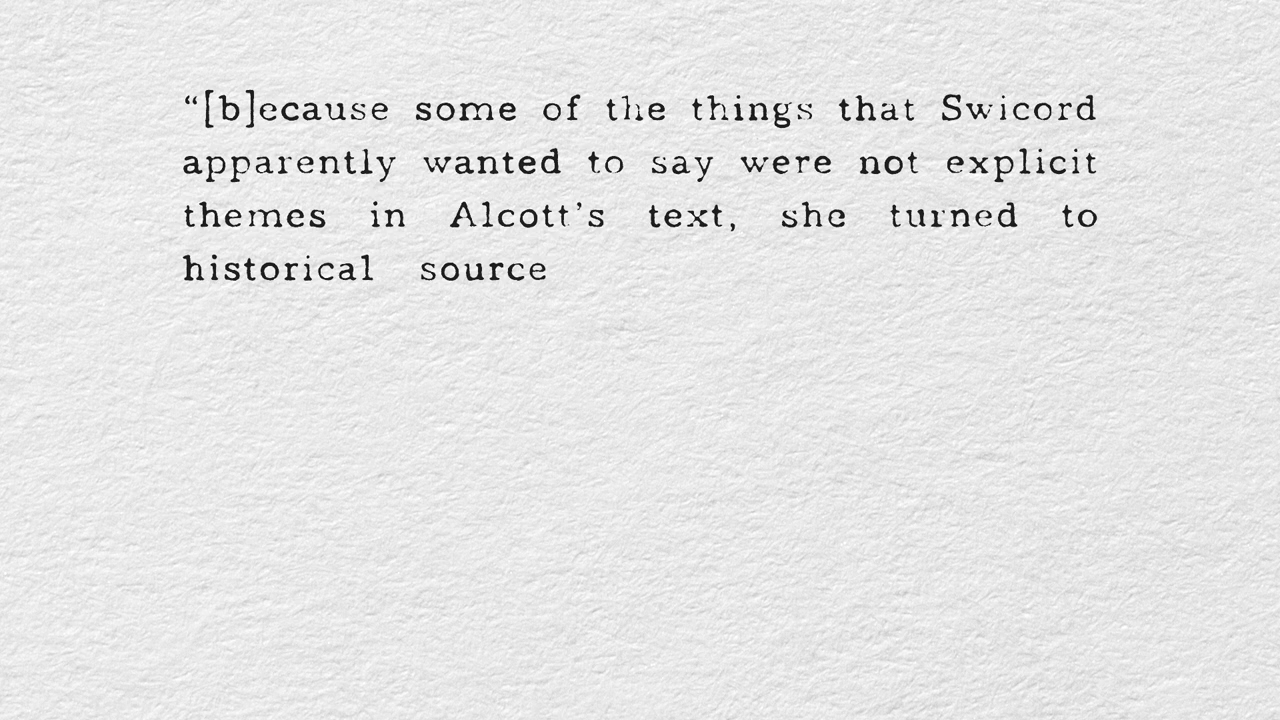 “[b]ecause some of the things that Swicord
apparently wanted to say were not explicit
themes in Alcott’s text, she turned to
historical source